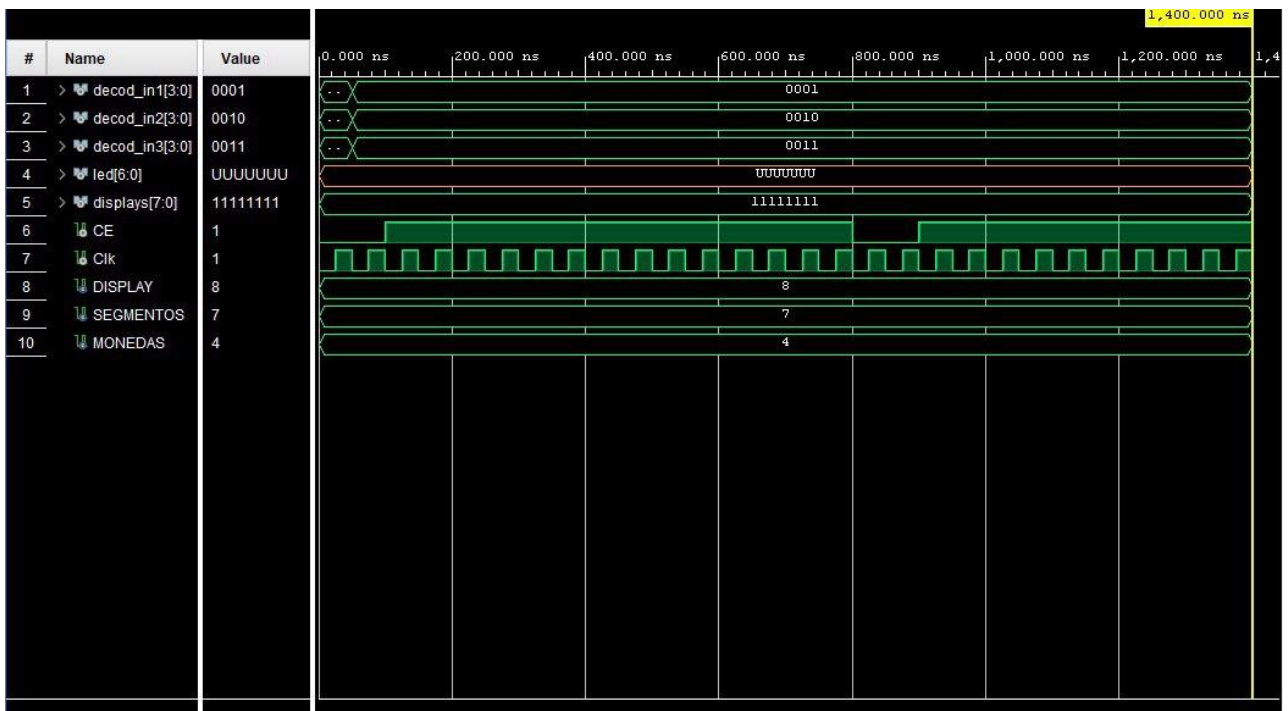 1,400.000 ns
# Name Value 0.000 ns 200.000 ns 400.000 ns 600.000 ns 800.000 ns 1,000.000 ns 1,200.000 ns 1,4
1 > decod_in1[3:0] 0001 .. 0001
2 > decod_in2[3:0] 0010 .. 0010
3 > decod_in3[3:0] 0011 .. 0011
4 > led[6:0] UUUUUUU UUUUUUU
5 > displays[7:0] 11111111 11111111
6 CE 1
7 Clk 1
8 DISPLAY 8 8
9 SEGMENTOS 7 7
10 MONEDAS 4 4